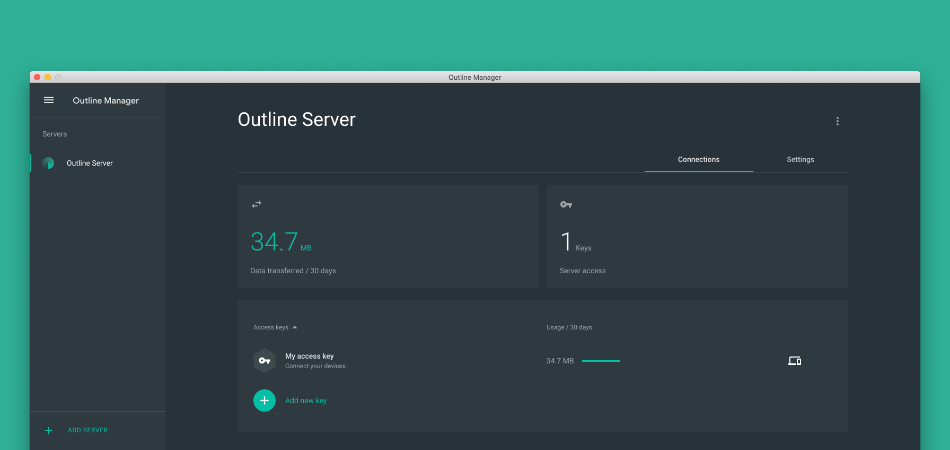 Outline Manager
Outline Manager
Servers
Outline Server
ADD SERVER
Outline Server
Connections
Settings
34.7 MB
Data transferred / 30 days
1 Keys
Server access
Access keys
Usage / 30 days
My access key
Connect your devices
34.7 MB
Add new key